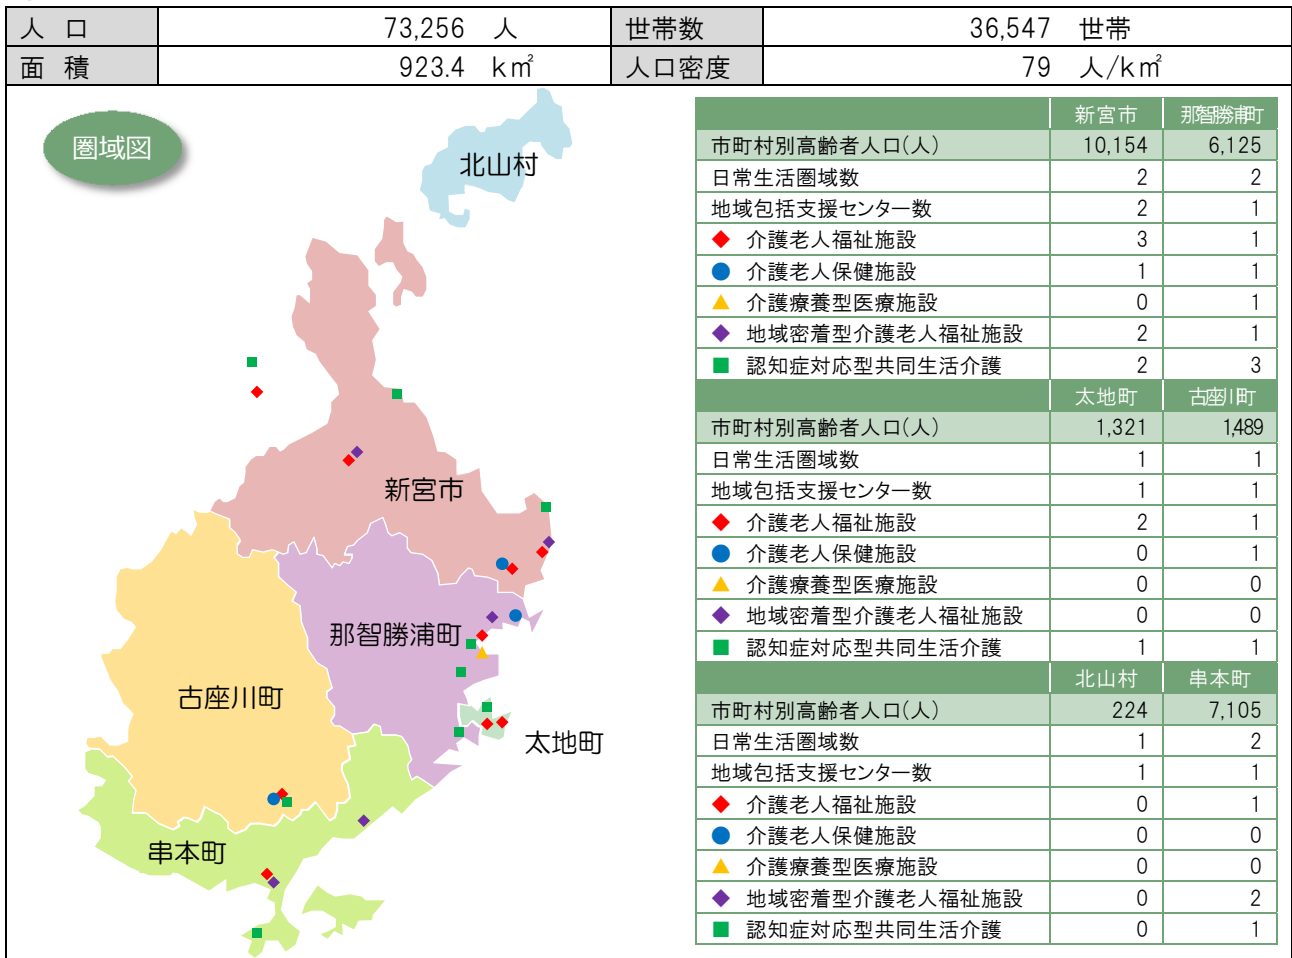 人 口 73,256 人 世帯数 36,547 世帯
面 積 923.4 k㎡ 人口密度 79 人/k㎡
圏域図
北山村
新宮市
那智勝浦町
古座川町
太地町
串本町
新宮市 那智勝浦町
市町村別高齢者人口(人) 10,154 6,125
日常生活圏域数 2 2
地域包括支援センター数 2 1
◆ 介護老人福祉施設 3 1
● 介護老人保健施設 1 1
▲ 介護療養型医療施設 0 1
◆ 地域密着型介護老人福祉施設 2 1
■ 認知症対応型共同生活介護 2 3
太地町 古座川町
市町村別高齢者人口(人) 1,321 1,489
日常生活圏域数 1 1
地域包括支援センター数 1 1
◆ 介護老人福祉施設 2 1
● 介護老人保健施設 0 1
▲ 介護療養型医療施設 0 0
◆ 地域密着型介護老人福祉施設 0 0
■ 認知症対応型共同生活介護 1 1
北山村 串本町
市町村別高齢者人口(人) 224 7,105
日常生活圏域数 1 2
地域包括支援センター数 1 1
◆ 介護老人福祉施設 0 1
● 介護老人保健施設 0 0
▲ 介護療養型医療施設 0 0
◆ 地域密着型介護老人福祉施設 0 2
■ 認知症対応型共同生活介護 0 1